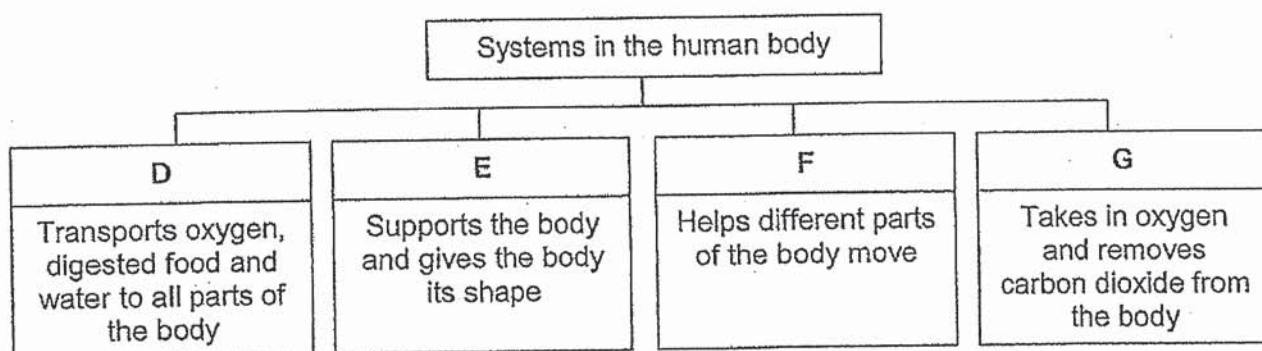 Systems in the human body
D
Transports oxygen,
digested food and
water to all parts of
the body
E
Supports the body
and gives the body
its shape
F
Helps different parts
of the body move
G
Takes in oxygen
and removes
carbon dioxide from
the body